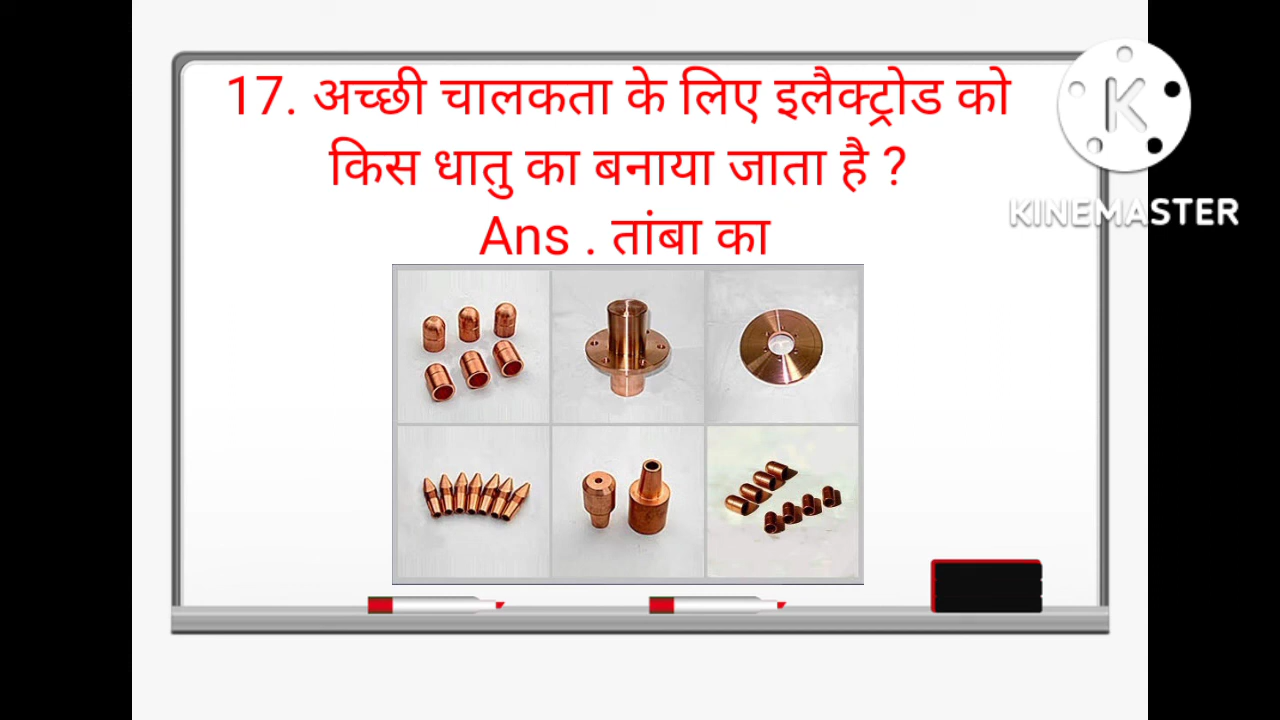 17. अच्छी चालकता के लिए इलैक्ट्रोड को
किस धातु का बनाया जाता है ?
Ans . तांबा का
K
KINEMASTER